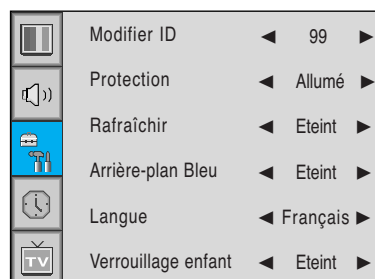 Modifier ID ◄ 99 ►
Protection ◄ Allumé ►
Rafraîchir ◄ Eteint ►
Arrière-plan Bleu ◄ Eteint ►
Langue ◄ Français ►
Verrouillage enfant ◄ Eteint ►
TV